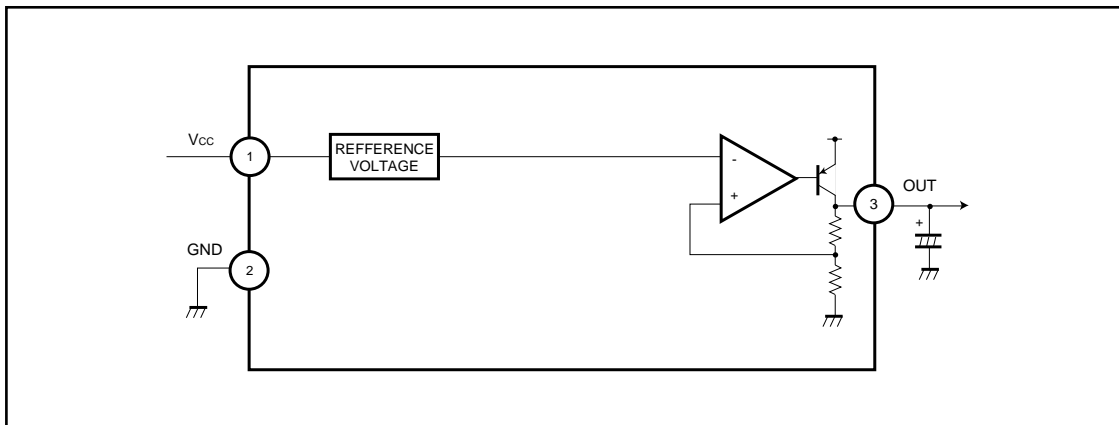 Vcc
1
REFFERENCE
VOLTAGE
-
+
OUT
3
+
GND
2